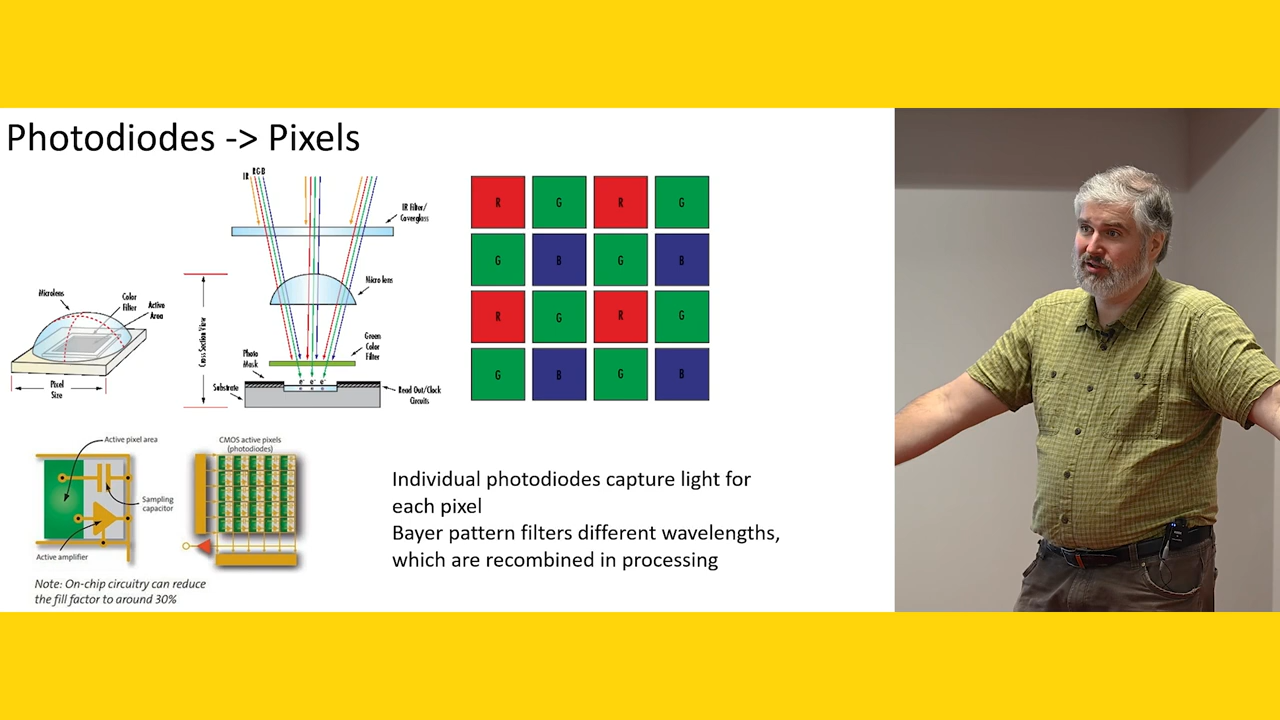 Photodiodes -> Pixels
IR RGB
IR Filter/
Coverglass
Micro lens
Cross Section View
Green
Color
Filter
Photo
Mask
e- e- e-
Substrate
Read Out/Clock
Circuits
Microlens
Color
Filter
Active
Area
Pixel
Size
R G R G
G B G B
R G R G
G B G B
Active pixel area
Sampling
capacitor
Active amplifier
CMOS active pixels
(photodiodes)
Note: On-chip circuitry can reduce
the fill factor to around 30%
Individual photodiodes capture light for
each pixel
Bayer pattern filters different wavelengths,
which are recombined in processing